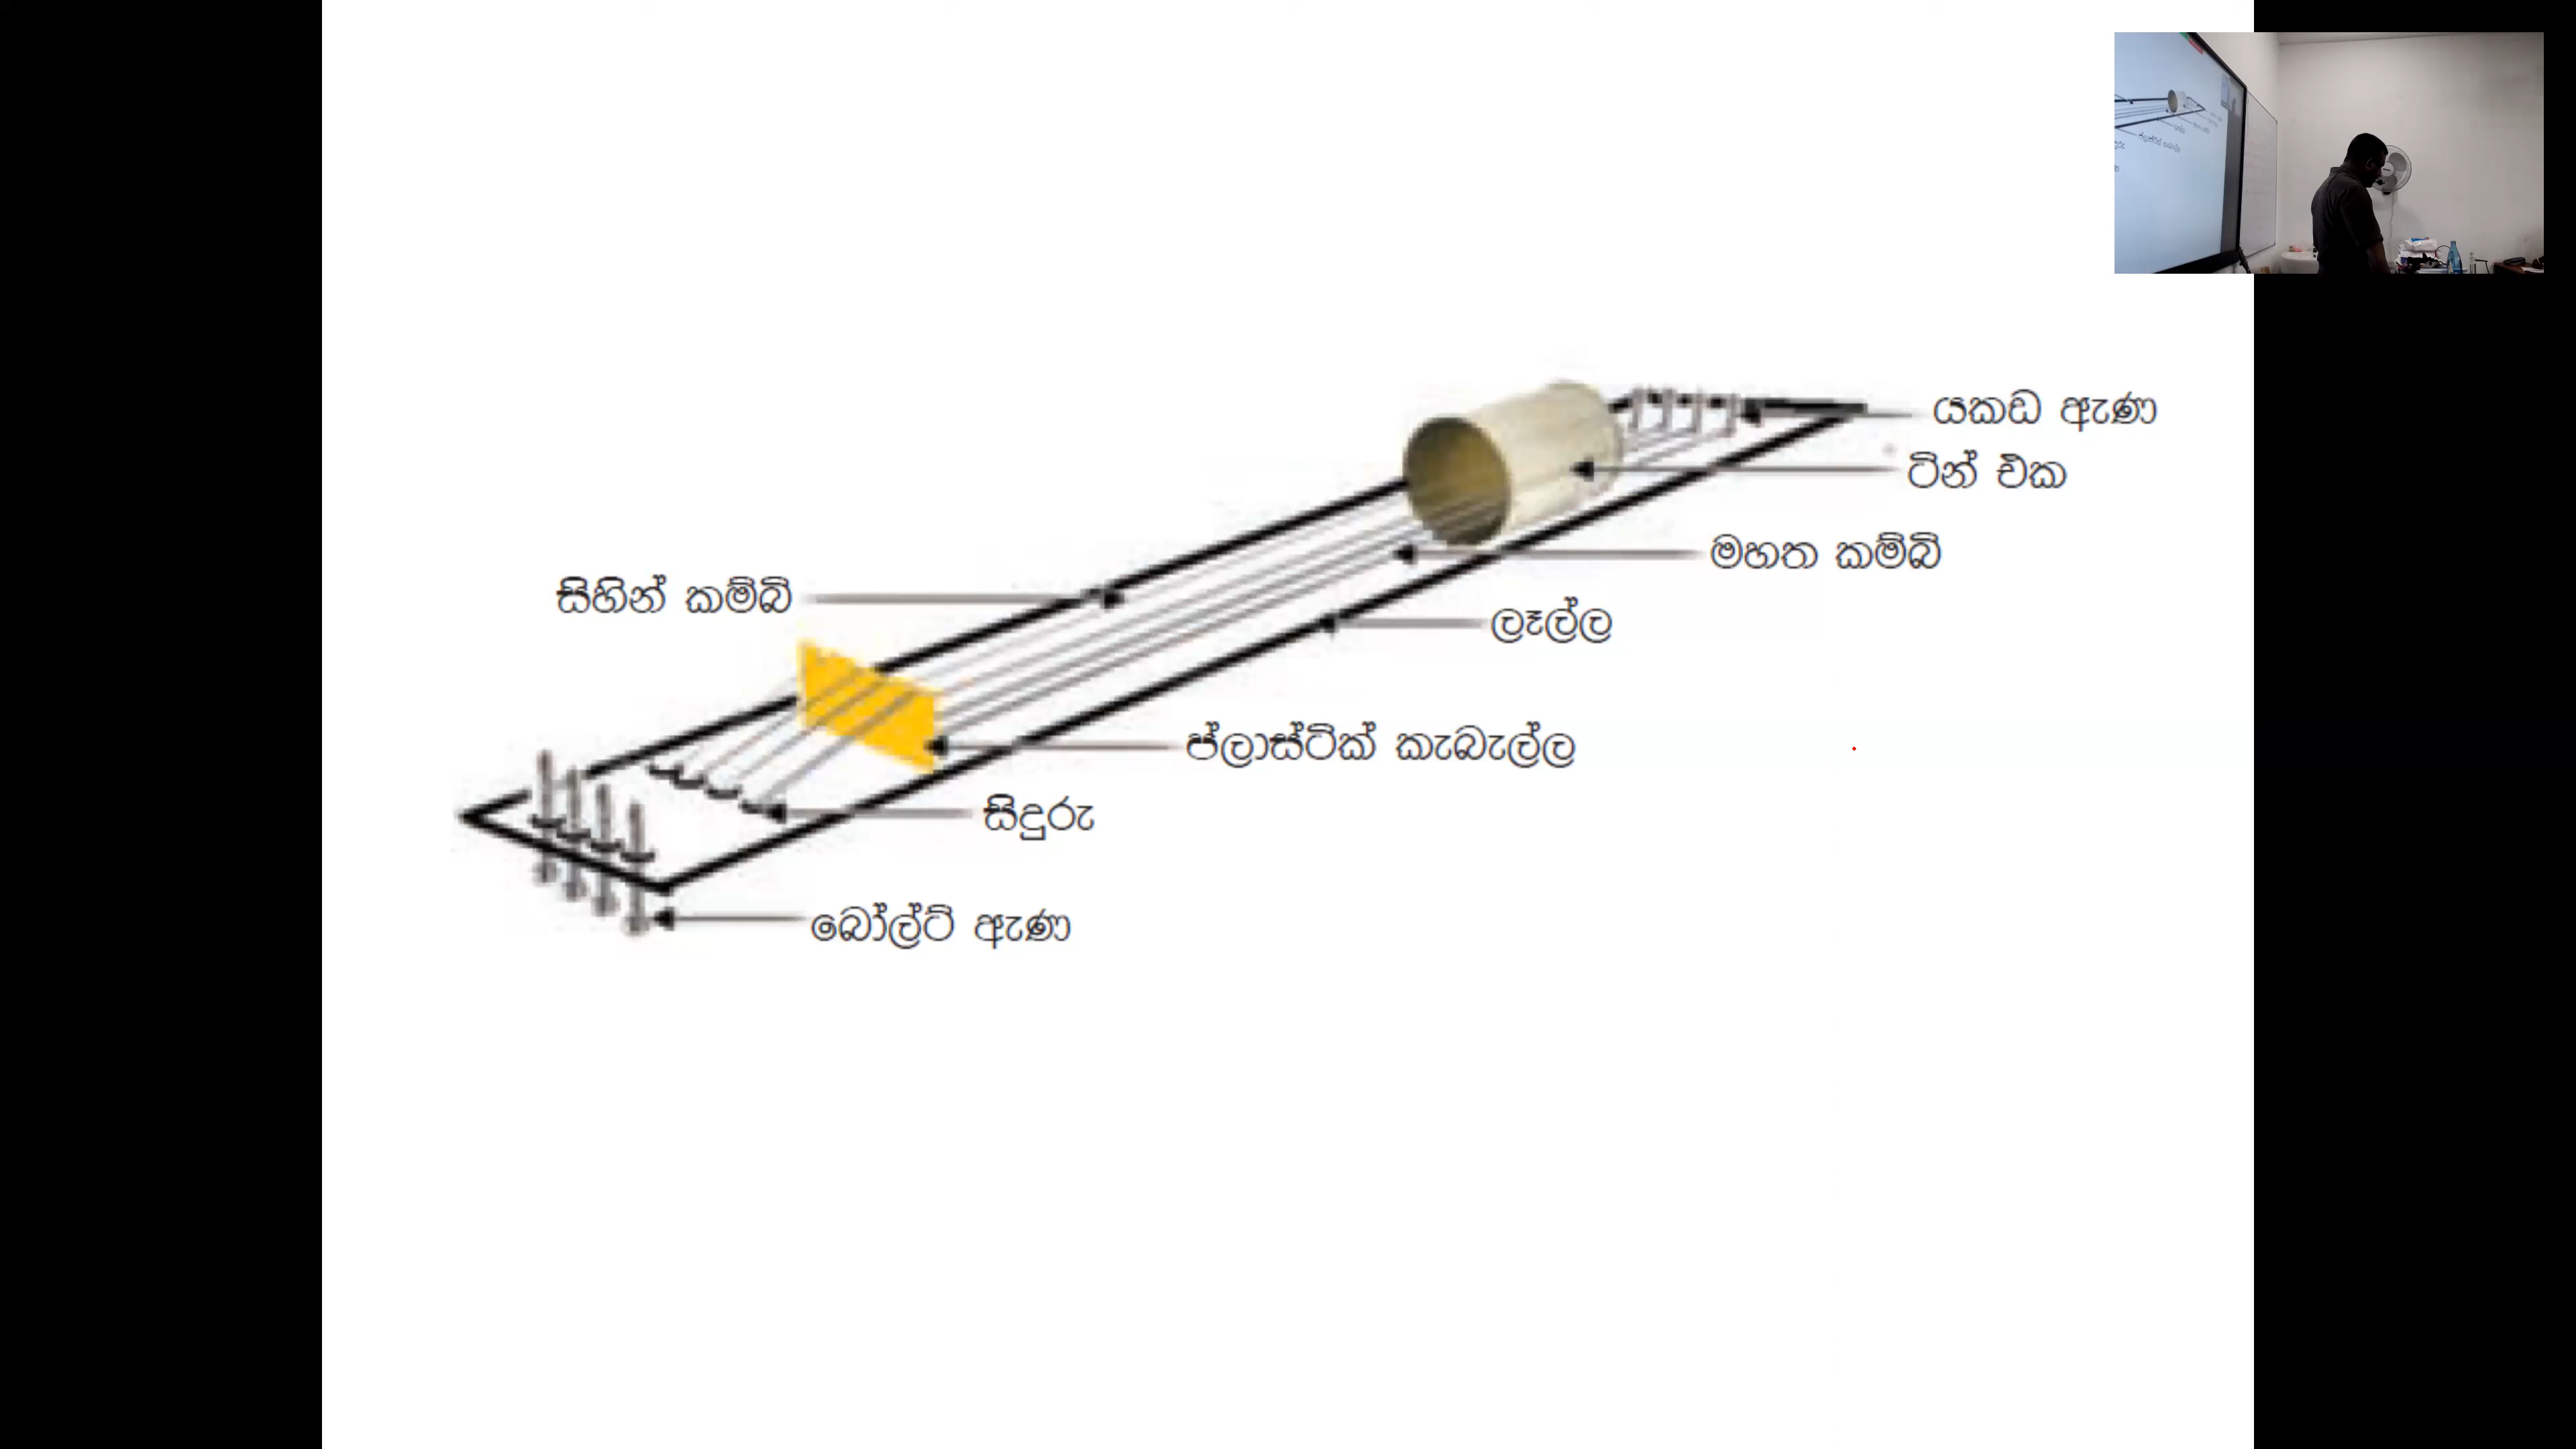 යකඩ ඇණ
ටින් එක
මහත කම්බි
සිහින් කම්බි
ලෑල්ල
ප්ලාස්ටික් කැබැල්ල
සිදුරු
බෝල්ට් ඇණ